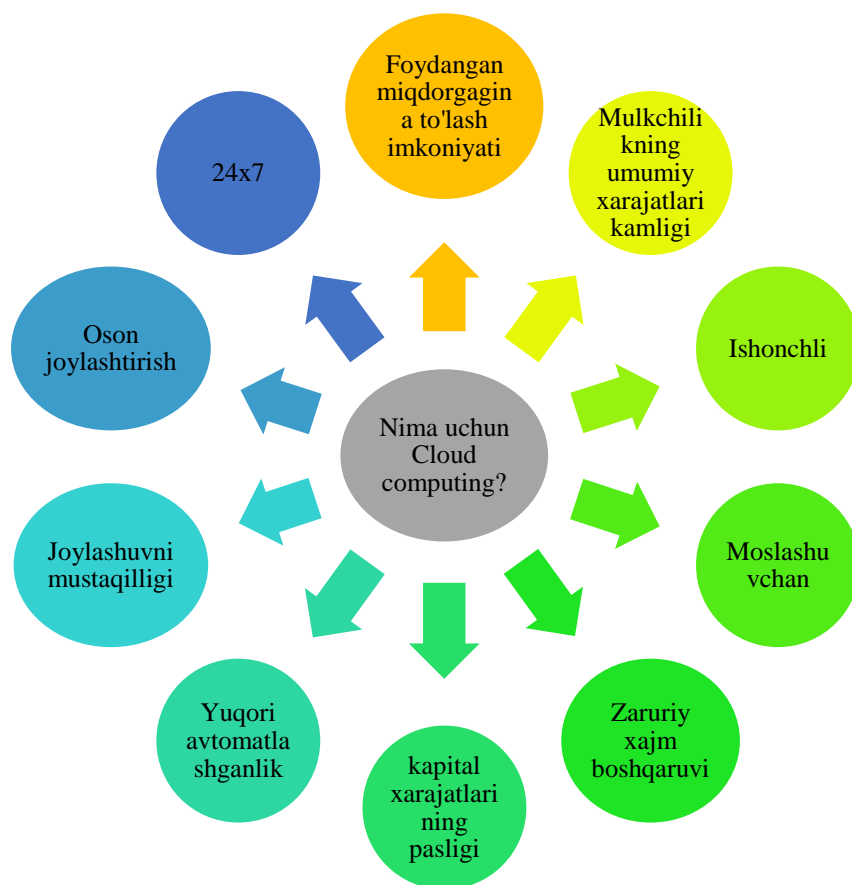 Foydangan
miqdorgagin
a to'lash
imkoniyati
Mulkchili
kning
umumiy
xarajatlari
kamligi
Ishonchli
Moslashu
vchan
Zaruriy
xajm
boshqaruvi
kapital
xarajatlari
ning
pasligi
Yuqori
avtomatla
shganlik
Joylashuvni
mustaqilligi
Oson
joylashtirish
24x7
Nima uchun
Cloud
computing?